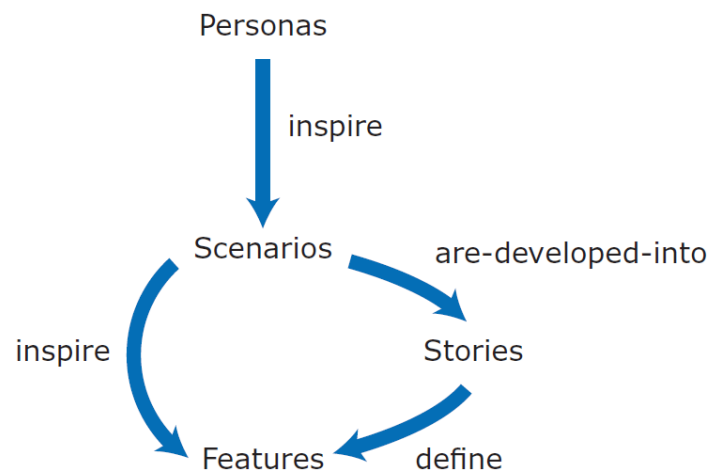 Personas
inspire
Scenarios
are-developed-into
inspire
Stories
Features
define